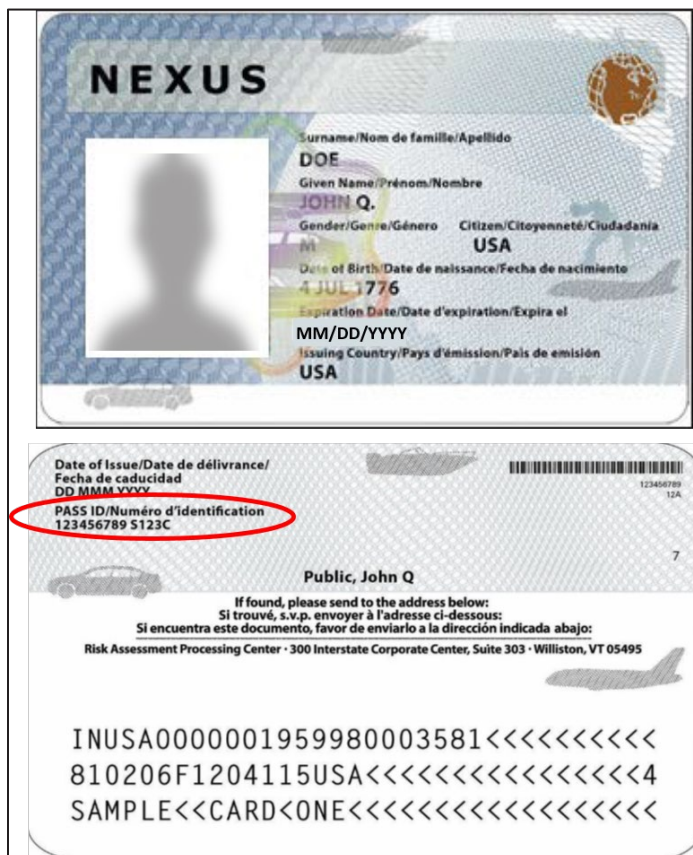 NEXUS
Surname/Nom de famille/Apellido
DOE
Given Name/Prénom/Nombre
JOHN Q.
Gender/Genre/Género Citizen/Citoyenneté/Ciudadanía
M USA
Date of Birth/Date de naissance/Fecha de nacimiento
4 JUL 1776
Expiration Date/Date d'expiration/Expira el
MM/DD/YYYY
Issuing Country/Pays d'émission/País de emisión
USA
Date of Issue/Date de délivrance/
Fecha de caducidad
DD MMM YYYY
PASS ID/Numéro d'identification
123456789 S123C
123456789
12A
7
Public, John Q
If found, please send to the address below:
Si trouvé, s.v.p. envoyer à l'adresse ci-dessous:
Si encuentra este documento, favor de enviarlo a la dirección indicada abajo:
Risk Assessment Processing Center · 300 Interstate Corporate Center, Suite 303 · Williston, VT 05495
INUSA0000001959980003581<<<<<<<<<<
810206F1204115USA<<<<<<<<<<<<<<<<4
SAMPLE<<CARD<ONE<<<<<<<<<<<<<<<<<<